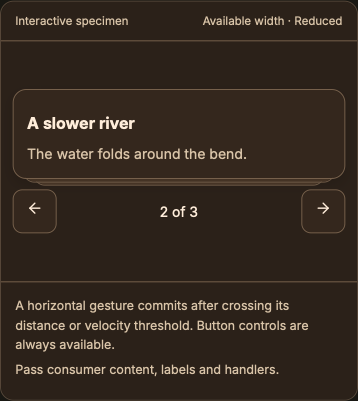 Interactive specimen
Available width · Reduced
A slower river
The water folds around the bend.
← 2 of 3 →
A horizontal gesture commits after crossing its
distance or velocity threshold. Button controls are
always available.
Pass consumer content, labels and handlers.